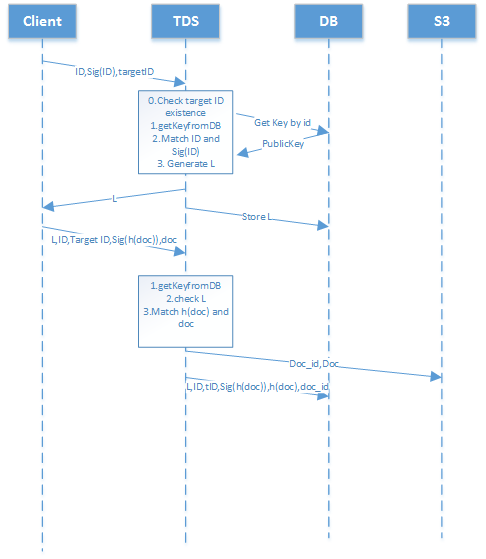 Client
TDS
DB
S3
ID,Sig(ID),targetID
0.Check target ID
existence
1.getKeyfromDB
2.Match ID and
Sig(ID)
3. Generate L
Get Key by id
PublicKey
L
Store L
L,ID,Target ID,Sig(h(doc)),doc
1.getKeyfromDB
2.check L
3.Match h(doc) and
doc
Doc_id,Doc
L,ID,tID,Sig(h(doc)),h(doc),doc_id